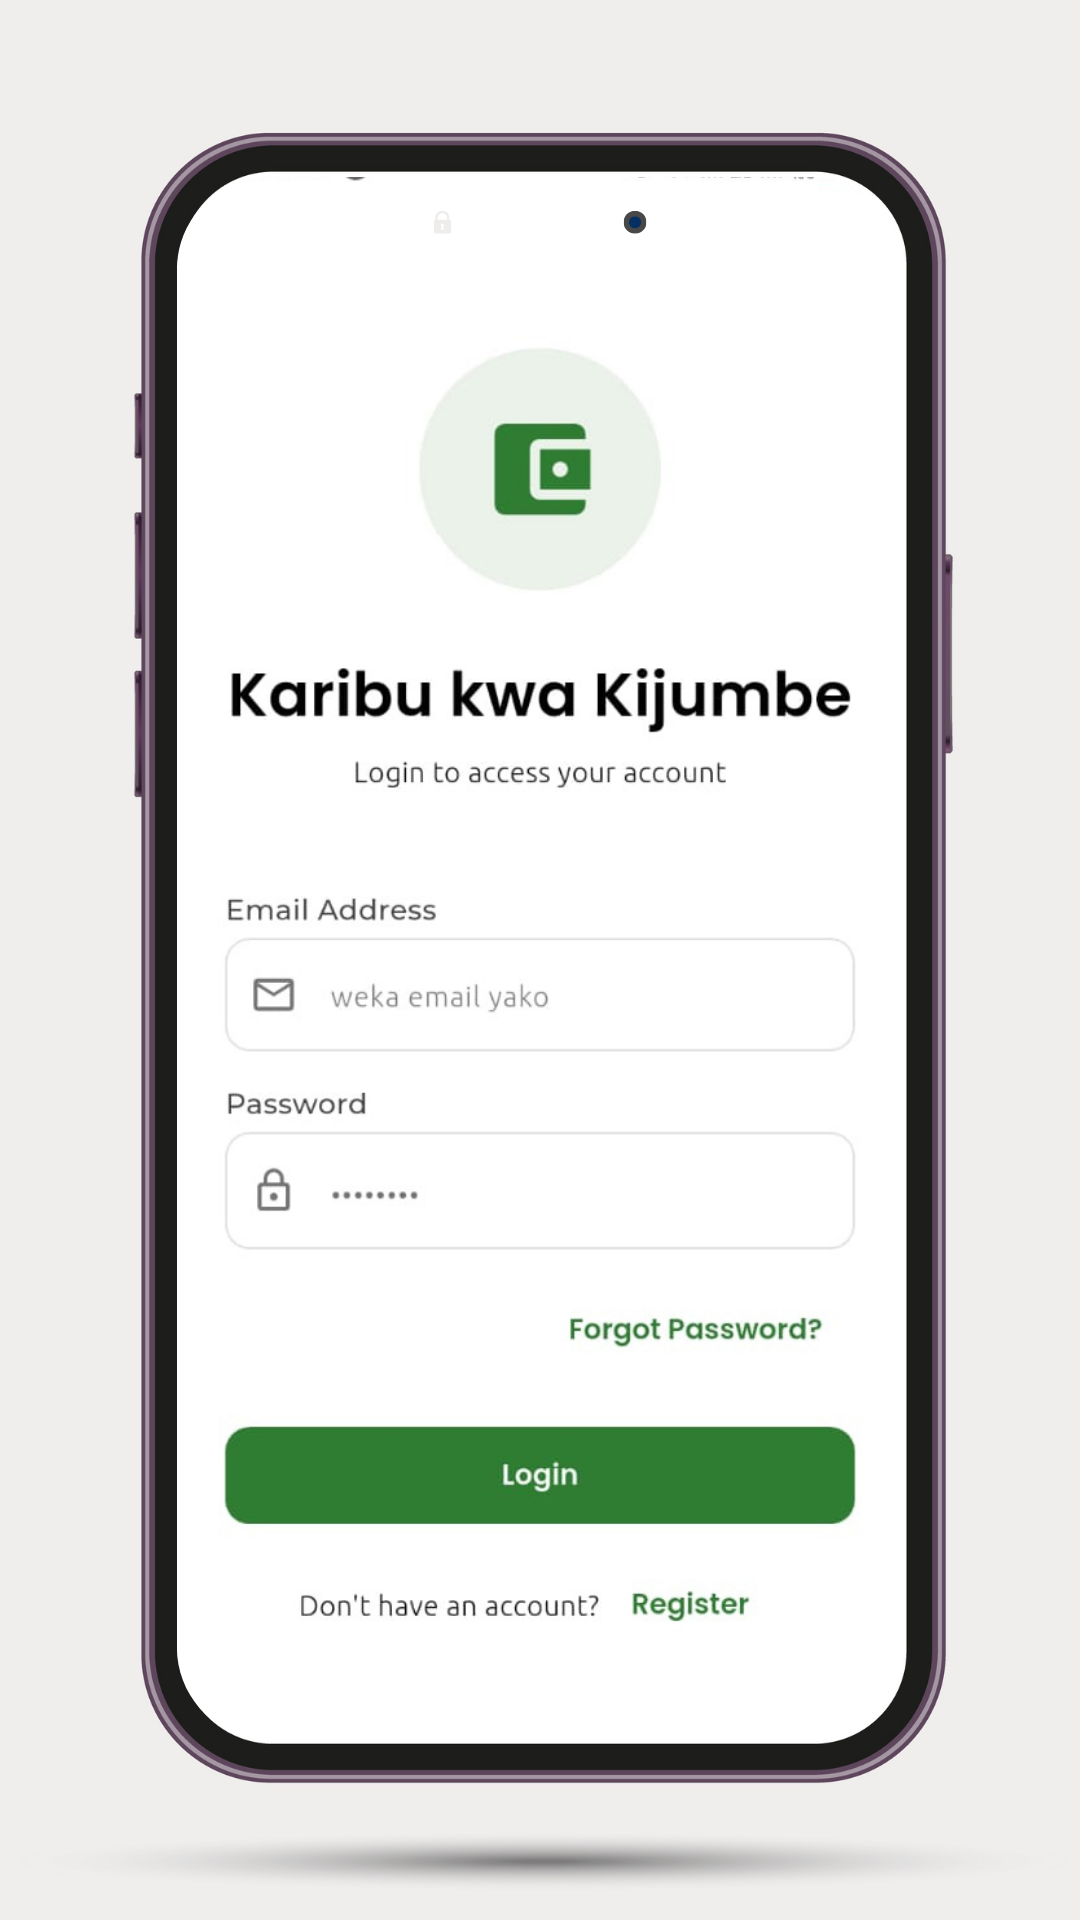 Karibu kwa Kijumbe
Login to access your account
Email Address
weka email yako
Password
••••••••
Forgot Password?
Login
Don't have an account? Register